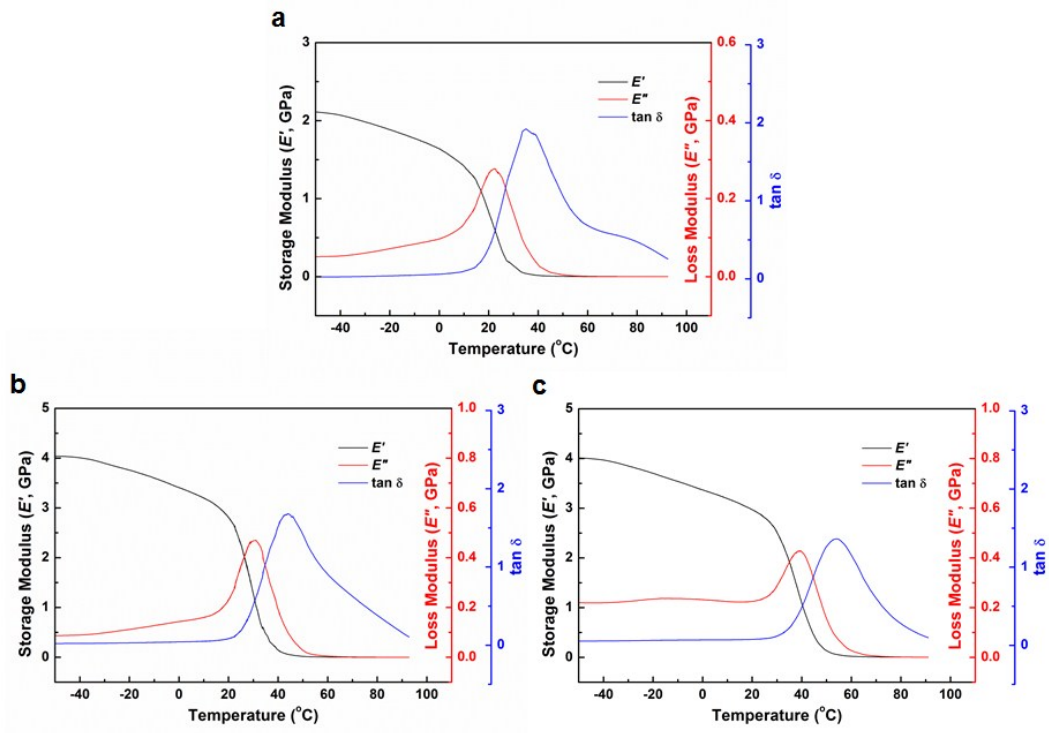 a
Storage Modulus (E', GPa)
3
2
1
0
E'
E"
tan δ
-40 -20 0 20 40 60 80 100
Temperature (°C)
0.6
0.4
0.2
0.0
Loss Modulus (E", GPa)
3
2
1
0
tan δ
b
Storage Modulus (E', GPa)
5
4
3
2
1
0
E'
E"
tan δ
-40 -20 0 20 40 60 80 100
Temperature (°C)
1.0
0.8
0.6
0.4
0.2
0.0
Loss Modulus (E", GPa)
3
2
1
0
tan δ
c
Storage Modulus (E', GPa)
5
4
3
2
1
0
E'
E"
tan δ
-40 -20 0 20 40 60 80 100
Temperature (°C)
1.0
0.8
0.6
0.4
0.2
0.0
Loss Modulus (E", GPa)
3
2
1
0
tan δ